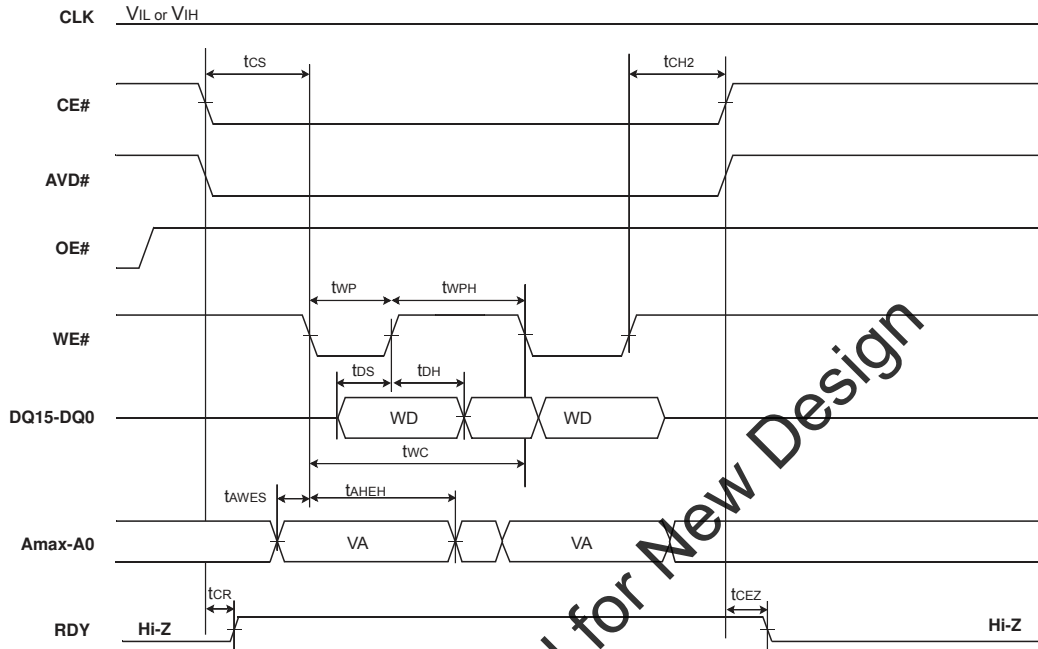 CLK VIL or VIH
tCS tCH2
CE#
AVD#
OE#
tWP tWPH
WE#
tDS tDH
DQ15-DQ0 WD WD
tWC
tAWES tAHEH
Amax-A0 VA VA
tCR tCEZ
RDY Hi-Z Hi-Z
for New Design